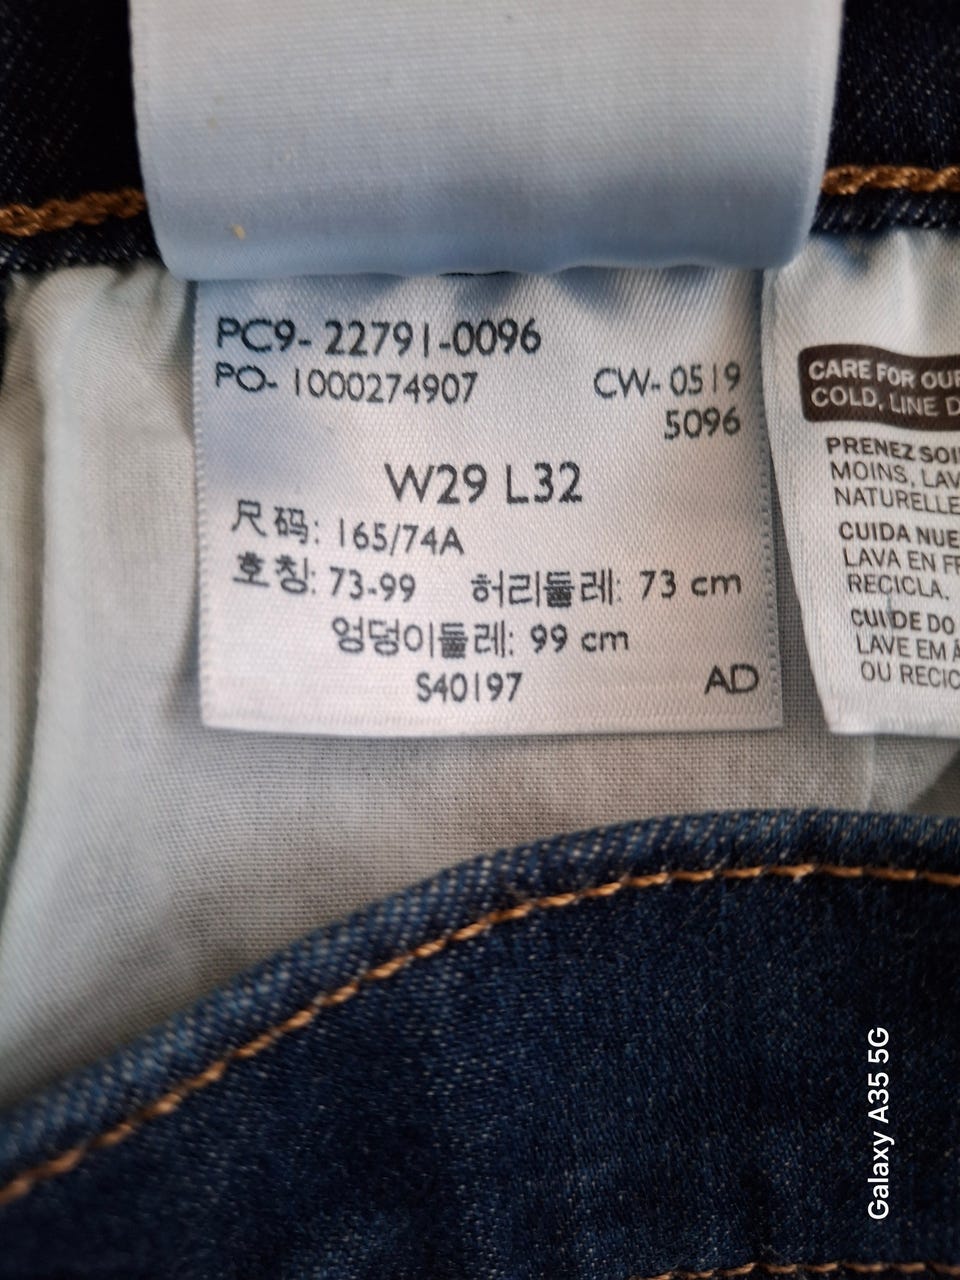 PC9- 22791-0096
PO- 1000274907 CW- 0519
5096
W29 L32
尺码: 165/74A
호칭: 73-99 허리둘레: 73 cm
엉덩이둘레: 99 cm
S40197 AD
CARE FOR OUR
COLD, LINE D
PRENEZ SOI
MOINS, LAV
NATURELLE
CUIDA NUE
LAVA EN FR
RECICLA.
CUIDE DO
LAVE EM Á
OU RECIC
Galaxy A35 5G